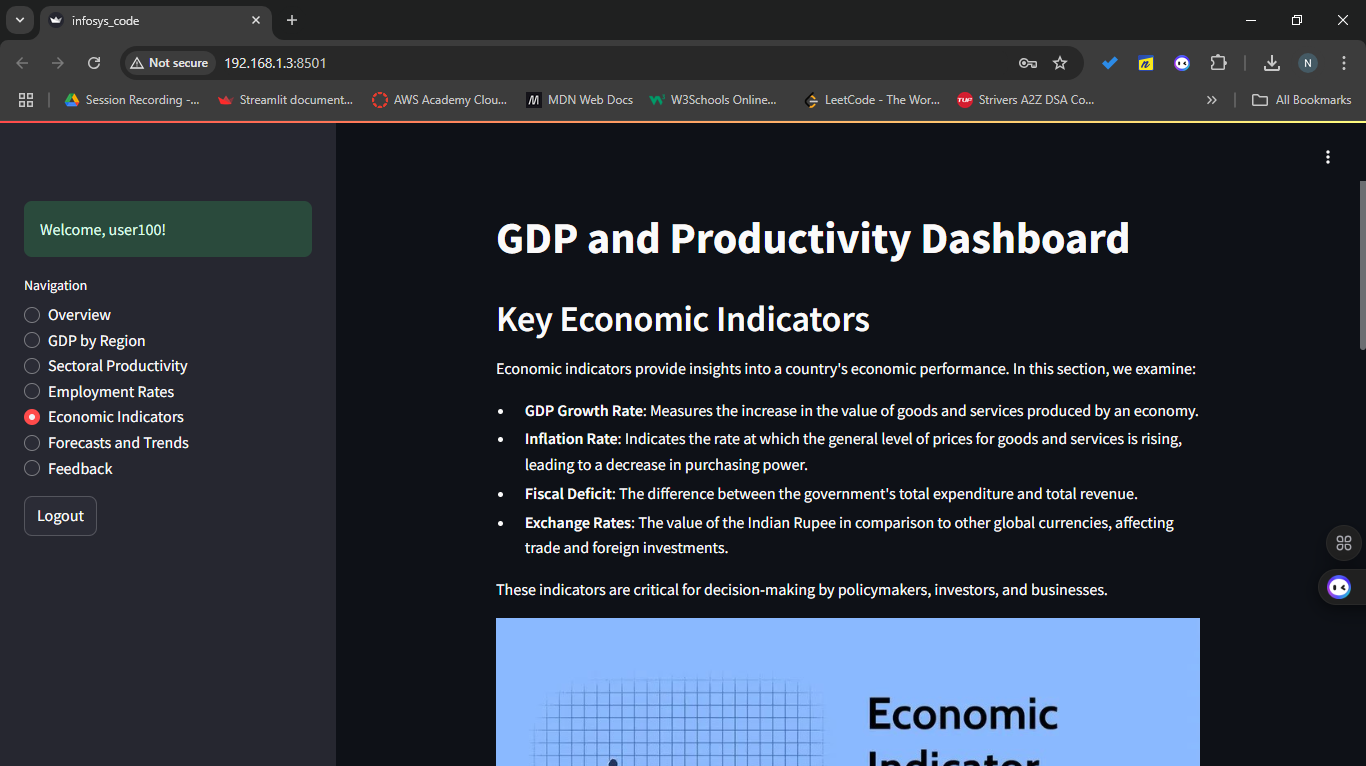 infosys_code
Not secure
192.168.1.3:8501
N
Session Recording -...
Streamlit document...
AWS Academy Clou...
MDN Web Docs
W3Schools Online...
LeetCode - The Wor...
TUF
Strivers A2Z DSA Co...
All Bookmarks
Welcome, user100!
Navigation
Overview
GDP by Region
Sectoral Productivity
Employment Rates
Economic Indicators
Forecasts and Trends
Feedback
Logout
GDP and Productivity Dashboard
Key Economic Indicators
Economic indicators provide insights into a country's economic performance. In this section, we examine:
• GDP Growth Rate: Measures the increase in the value of goods and services produced by an economy.
• Inflation Rate: Indicates the rate at which the general level of prices for goods and services is rising,
leading to a decrease in purchasing power.
• Fiscal Deficit: The difference between the government's total expenditure and total revenue.
• Exchange Rates: The value of the Indian Rupee in comparison to other global currencies, affecting
trade and foreign investments.
These indicators are critical for decision-making by policymakers, investors, and businesses.
Economic
Indicator